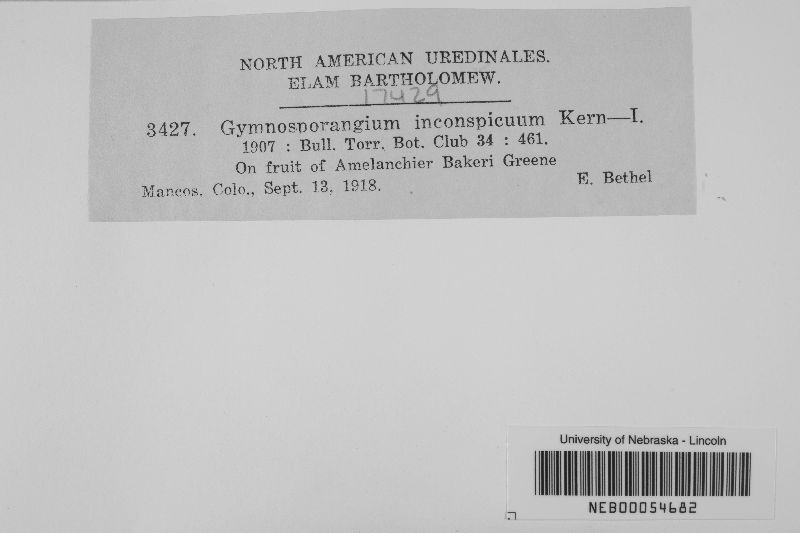 NORTH AMERICAN UREDINALES.
ELAM BARTHOLOMEW.
17429
3427. Gymnosporangium inconspicuum Kern—I.
1907 : Bull. Torr. Bot. Club 34 : 461.
On fruit of Amelanchier Bakeri Greene
Mancos, Colo., Sept. 13, 1918. E. Bethel
University of Nebraska - Lincoln
NEB00054682